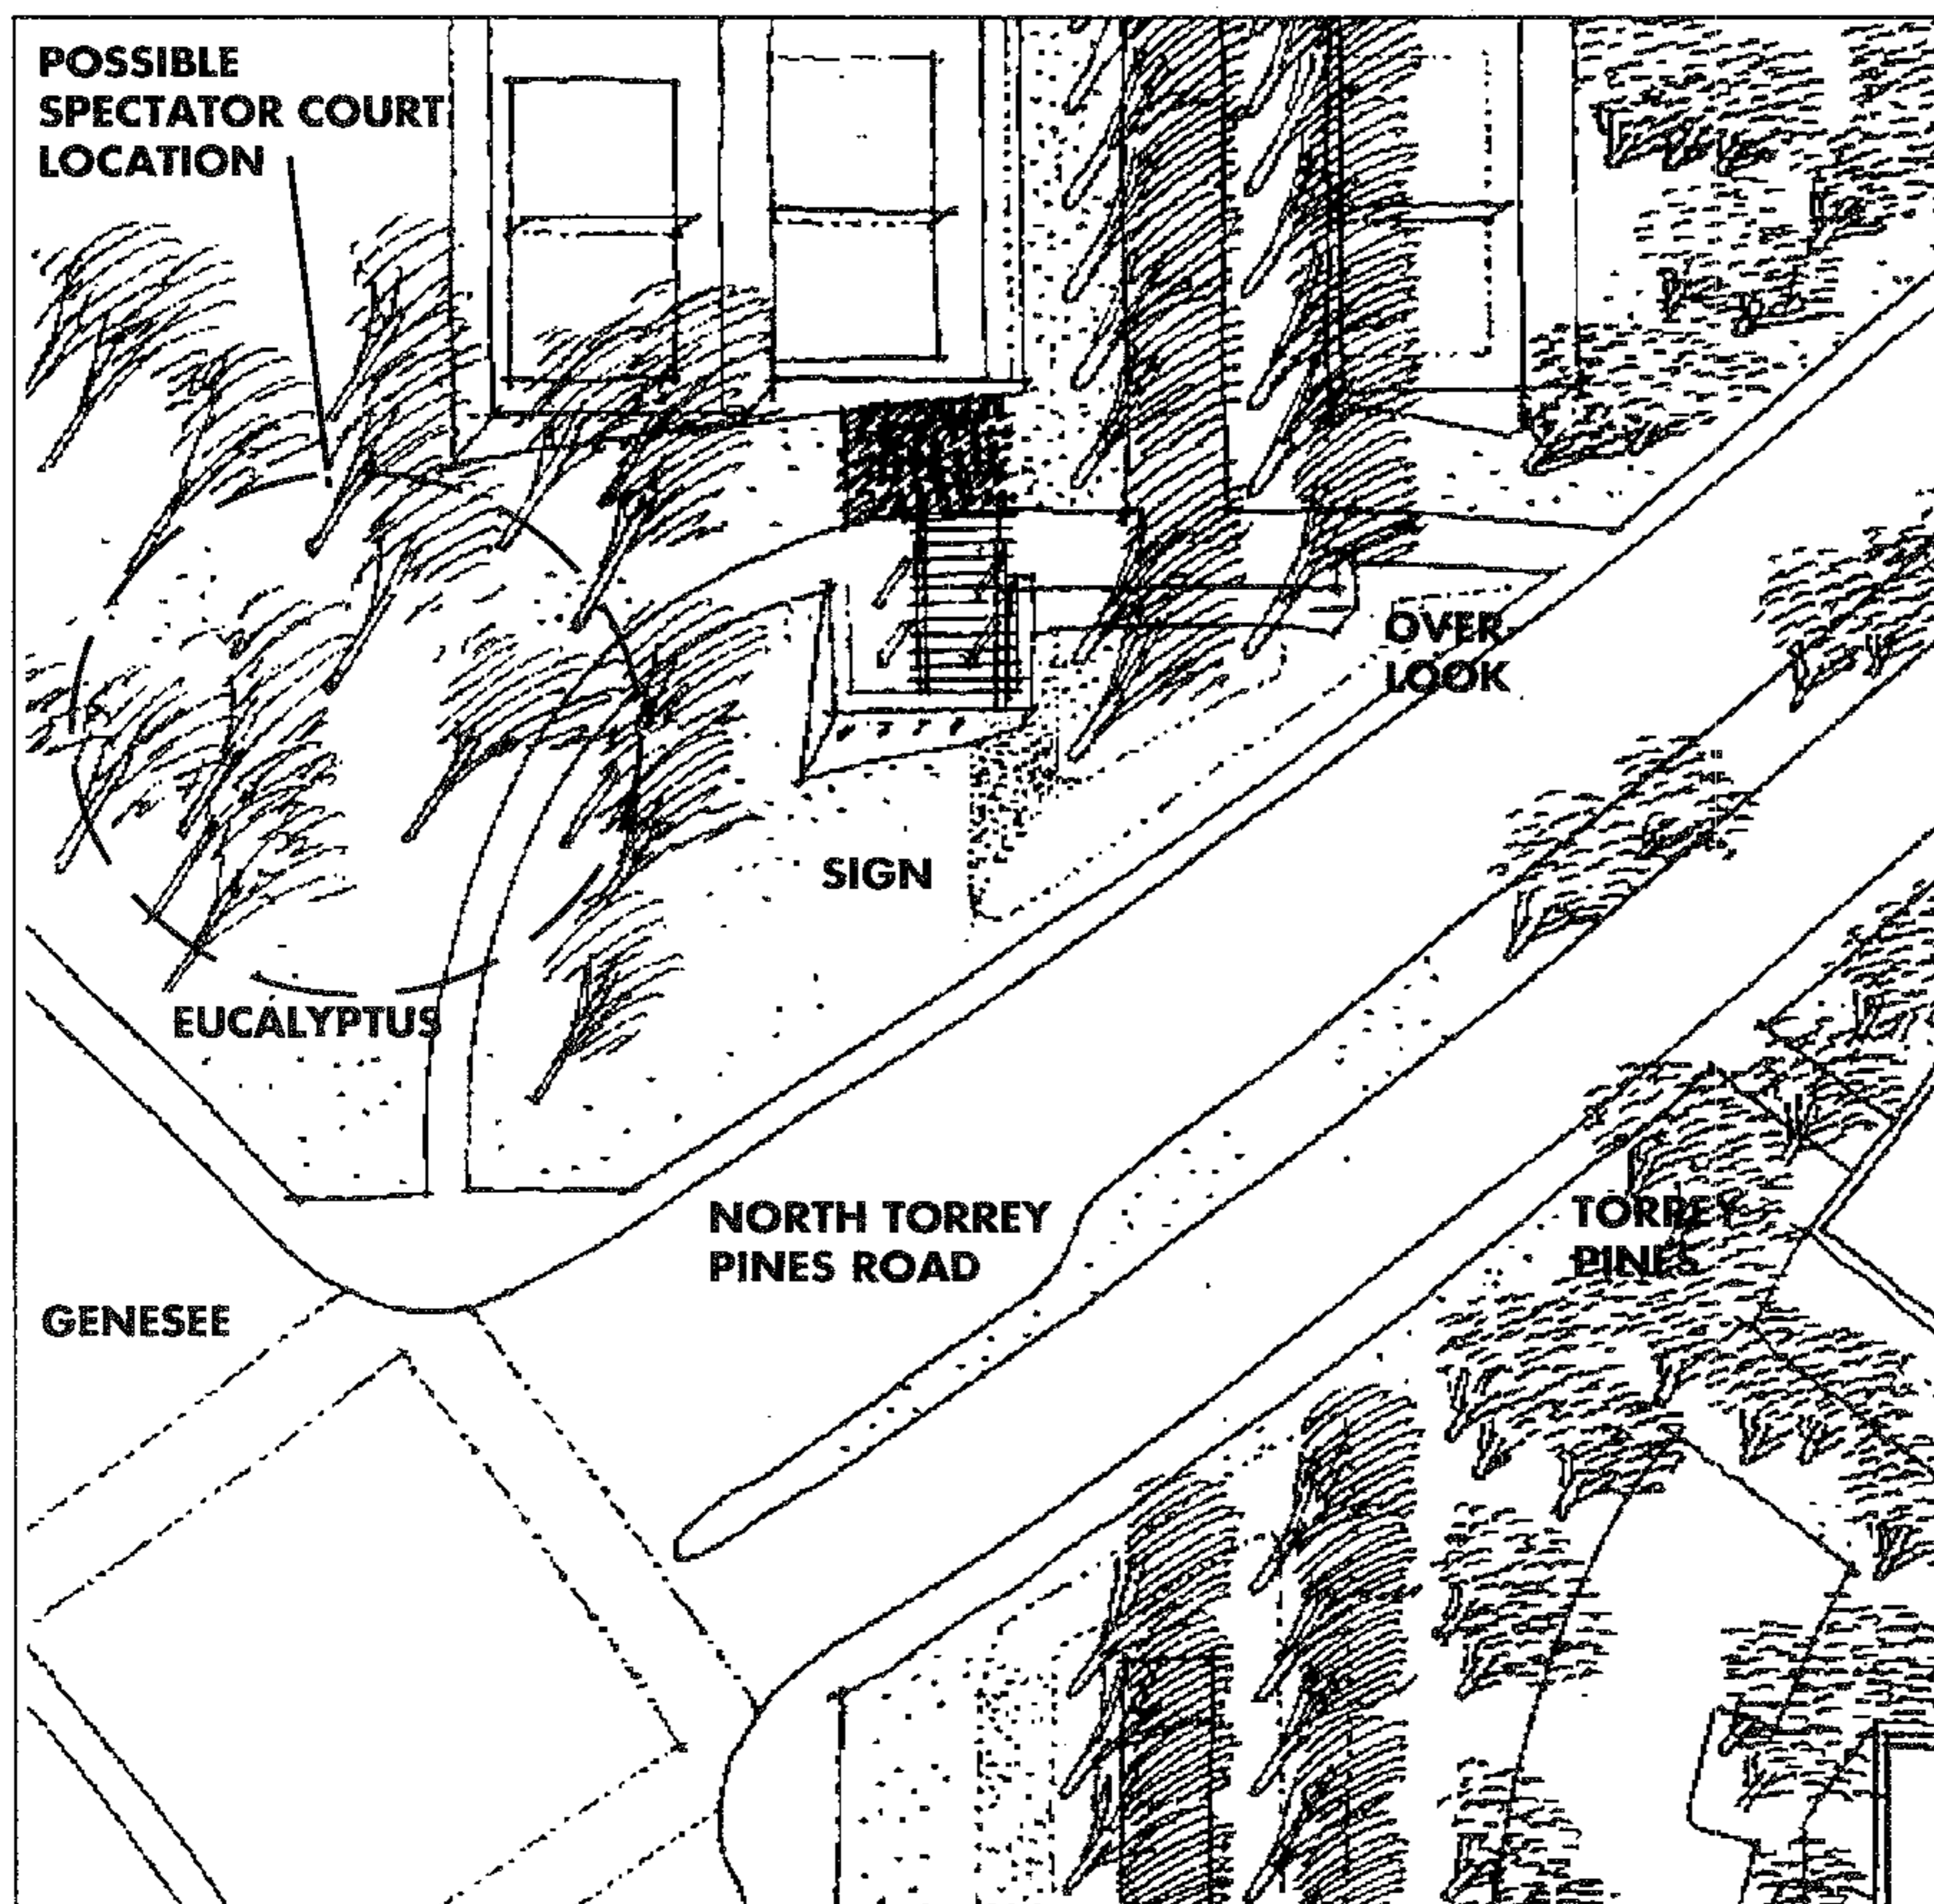 POSSIBLE
SPECTATOR COURT
LOCATION
OVER-
LOOK
SIGN
EUCALYPTUS
NORTH TORREY
PINES ROAD
TORREY
PINES
GENESEE